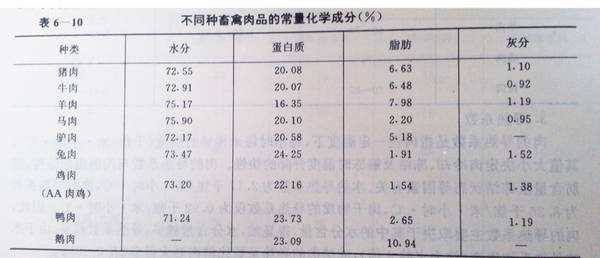 表 6—10 不同种畜禽肉品的常量化学成分(%)
种类 水分 蛋白质 脂肪 灰分
猪肉 72.55 20.08 6.63 1.10
牛肉 72.91 20.07 6.48 0.92
羊肉 75.17 16.35 7.98 1.19
马肉 75.90 20.10 2.20 0.95
驴肉 72.17 20.58 5.18
兔肉 73.47 24.25 1.91 1.52
鸡肉
(AA 肉鸡) 73.20 22.16 1.54 1.38
鸭肉 71.24 23.73 2.65 1.19
鹅肉 — 23.09 10.94 —